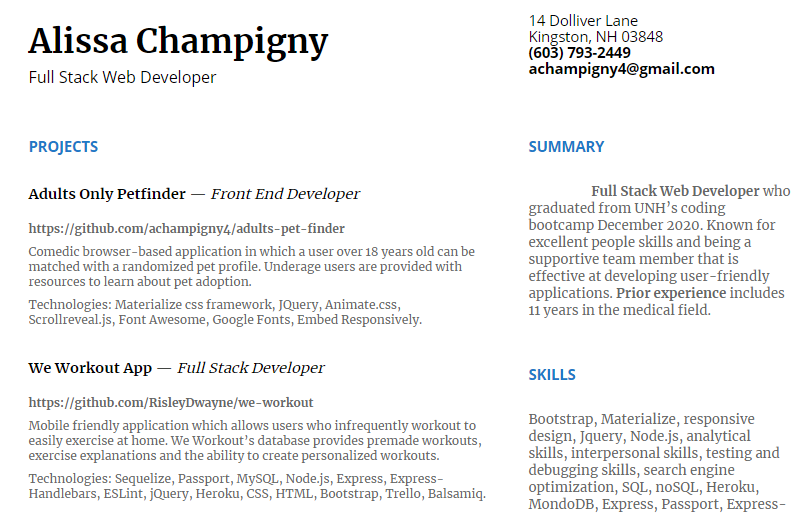 Alissa Champigny
Full Stack Web Developer
14 Dolliver Lane
Kingston, NH 03848
(603) 793-2449
achampigny4@gmail.com
PROJECTS
Adults Only Petfinder — Front End Developer
https://github.com/achampigny4/adults-pet-finder
Comedic browser-based application in which a user over 18 years old can be
matched with a randomized pet profile. Underage users are provided with
resources to learn about pet adoption.
Technologies: Materialize css framework, JQuery, Animate.css,
Scrollreveal.js, Font Awesome, Google Fonts, Embed Responsively.
We Workout App — Full Stack Developer
https://github.com/RisleyDwayne/we-workout
Mobile friendly application which allows users who infrequently workout to
easily exercise at home. We Workout's database provides premade workouts,
exercise explanations and the ability to create personalized workouts.
Technologies: Sequelize, Passport, MySQL, Node.js, Express, Express-
Handlebars, ESLint, jQuery, Heroku, CSS, HTML, Bootstrap, Trello, Balsamiq.
SUMMARY
Full Stack Web Developer who
graduated from UNH's coding
bootcamp December 2020. Known for
excellent people skills and being a
supportive team member that is
effective at developing user-friendly
applications. Prior experience includes
11 years in the medical field.
SKILLS
Bootstrap, Materialize, responsive
design, Jquery, Node.js, analytical
skills, interpersonal skills, testing and
debugging skills, search engine
optimization, SQL, noSQL, Heroku,
MondoDB, Express, Passport, Express-